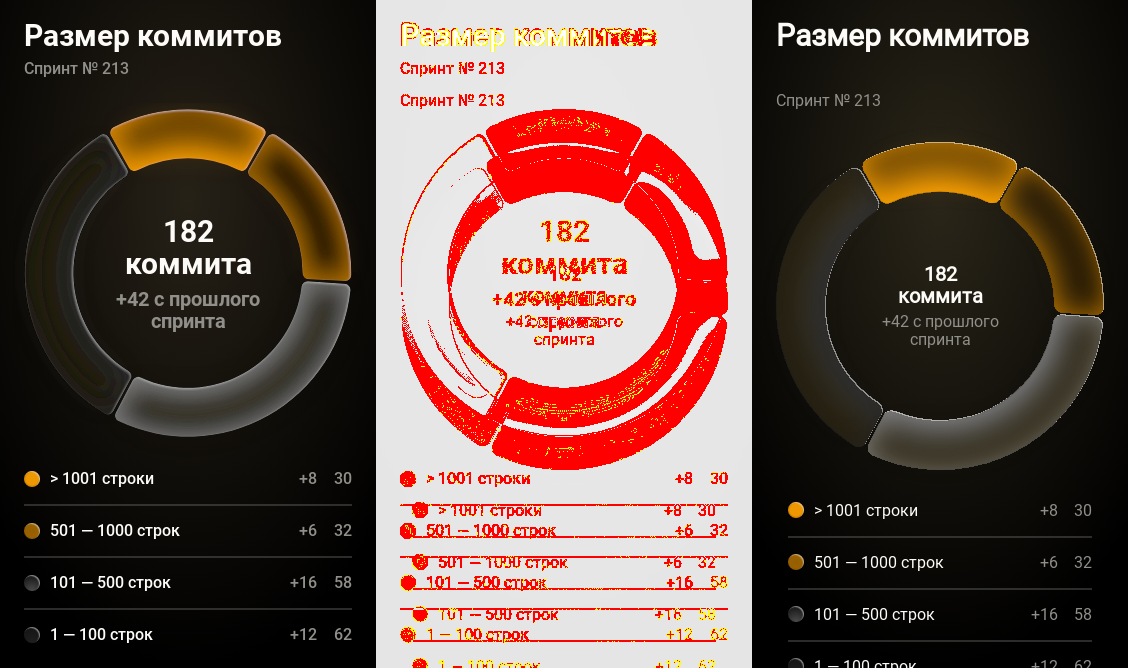 Размер коммитов
Спринт № 213
182
коммита
+42 с прошлого
спринта
> 1001 строки +8 30
501 — 1000 строк +6 32
101 — 500 строк +16 58
1 — 100 строк +12 62
Размер коммитов
Спринт № 213
Спринт № 213
182
коммита
182
+42 с прошлого
+42 с прошлого
спринта
> 1001 строки +8 30
> 1001 строки +8 30
501 — 1000 строк +6 32
501 — 1000 строк +6 32
101 — 500 строк +16 58
101 — 500 строк +16 58
1 — 100 строк +12 62
1 — 100 строк +12 62
Размер коммитов
Спринт № 213
182
коммита
+42 с прошлого
спринта
> 1001 строки +8 30
501 — 1000 строк +6 32
101 — 500 строк +16 58
1 — 100 строк +12 62